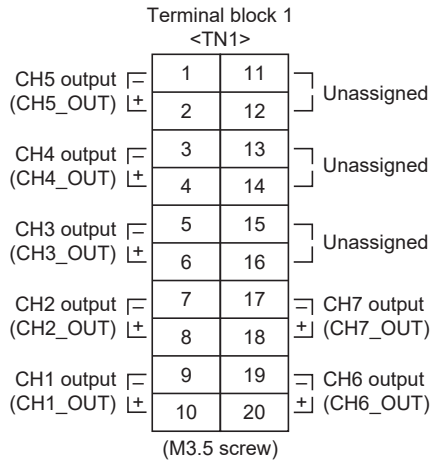 Terminal block 1
<TN1>
CH5 output − 1 11
(CH5_OUT) + 2 12 Unassigned
CH4 output − 3 13
(CH4_OUT) + 4 14 Unassigned
CH3 output − 5 15
(CH3_OUT) + 6 16 Unassigned
CH2 output − 7 17 − CH7 output
(CH2_OUT) + 8 18 + (CH7_OUT)
CH1 output − 9 19 − CH6 output
(CH1_OUT) + 10 20 + (CH6_OUT)
(M3.5 screw)